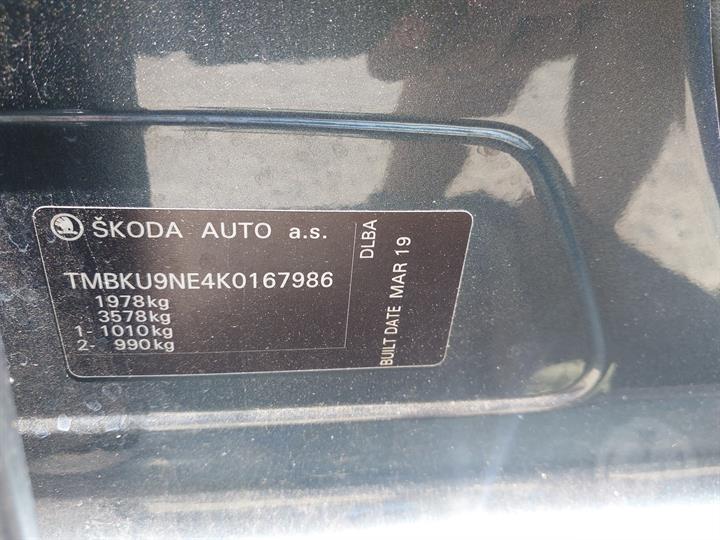 ŠKODA AUTO a.s.
TMBKU9NE4K0167986
1978kg
3578kg
1- 1010kg
2- 990kg
DLBA
BUILT DATE MAR 19